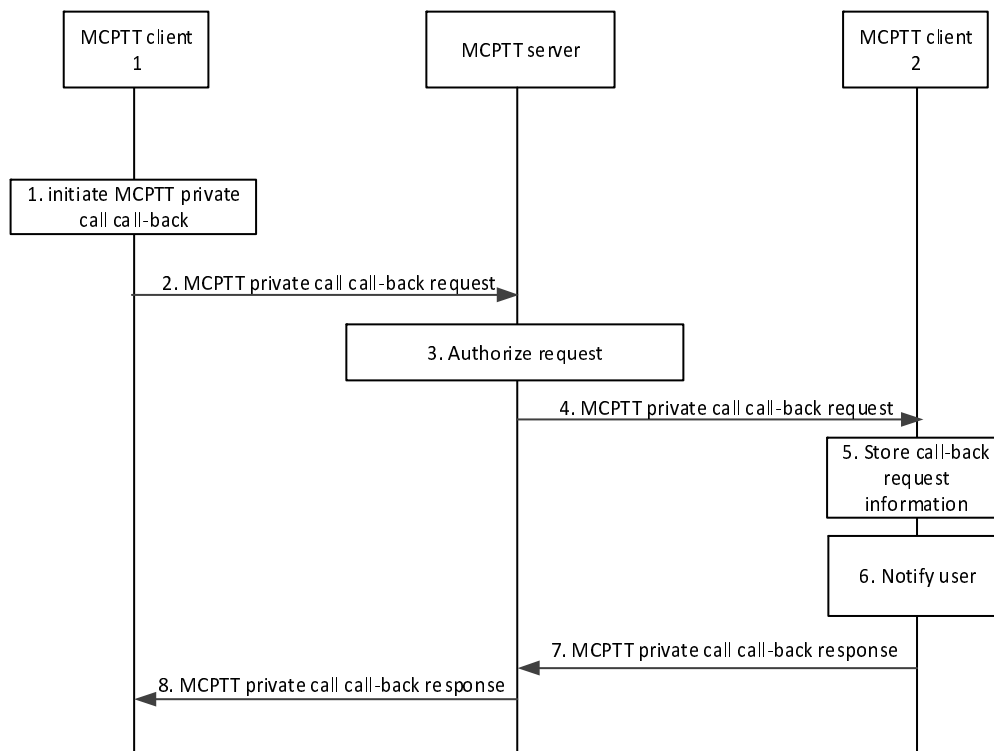 MCPTT client
1
MCPTT server
MCPTT client
2
1. initiate MCPTT private
call call-back
2. MCPTT private call call-back request
3. Authorize request
4. MCPTT private call call-back request
5. Store call-back
request
information
6. Notify user
7. MCPTT private call call-back response
8. MCPTT private call call-back response